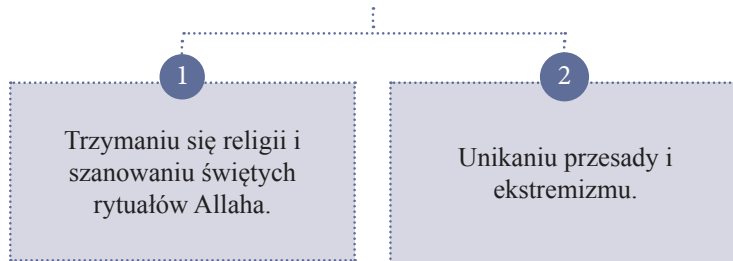 1
Trzymaniu się religii i
szanowaniu świętych
rytuałów Allaha.
2
Unikaniu przesady i
ekstremizmu.